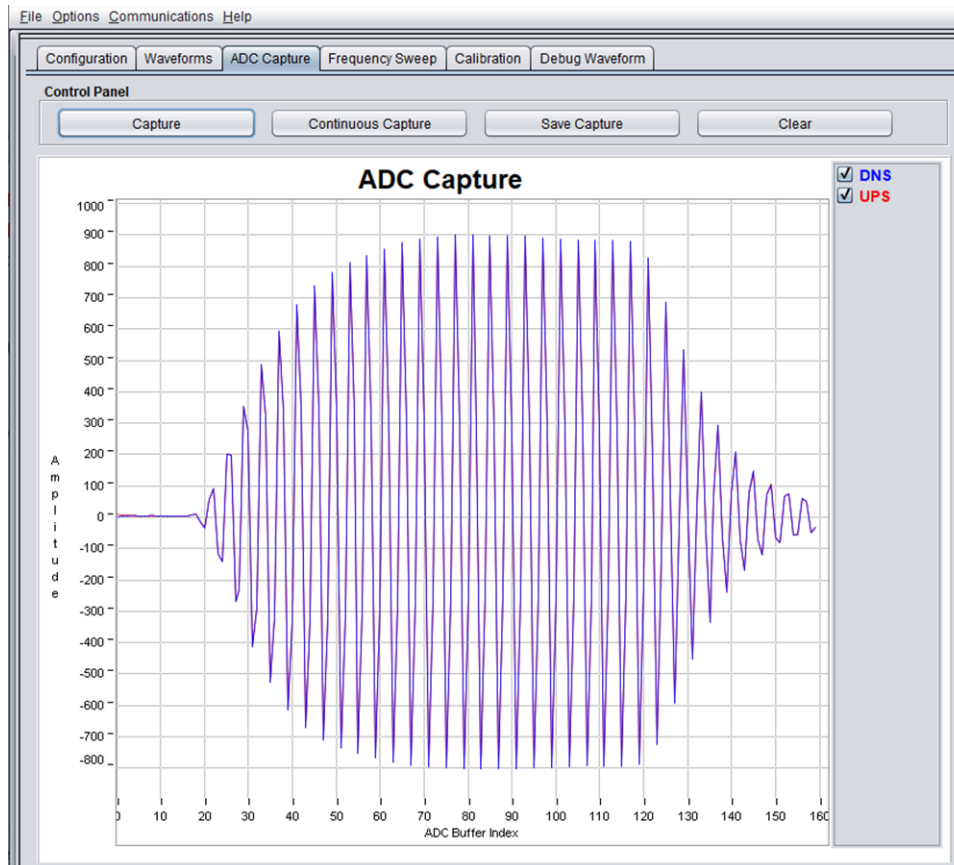 File Options Communications Help
Configuration Waveforms ADC Capture Frequency Sweep Calibration Debug Waveform
Control Panel
Capture Continuous Capture Save Capture Clear
ADC Capture
DNS
UPS
1000
900
800
700
600
500
400
300
200
100
0
-100
-200
-300
-400
-500
-600
-700
-800
Amplitude
0 10 20 30 40 50 60 70 80 90 100 110 120 130 140 150 160
ADC Buffer Index